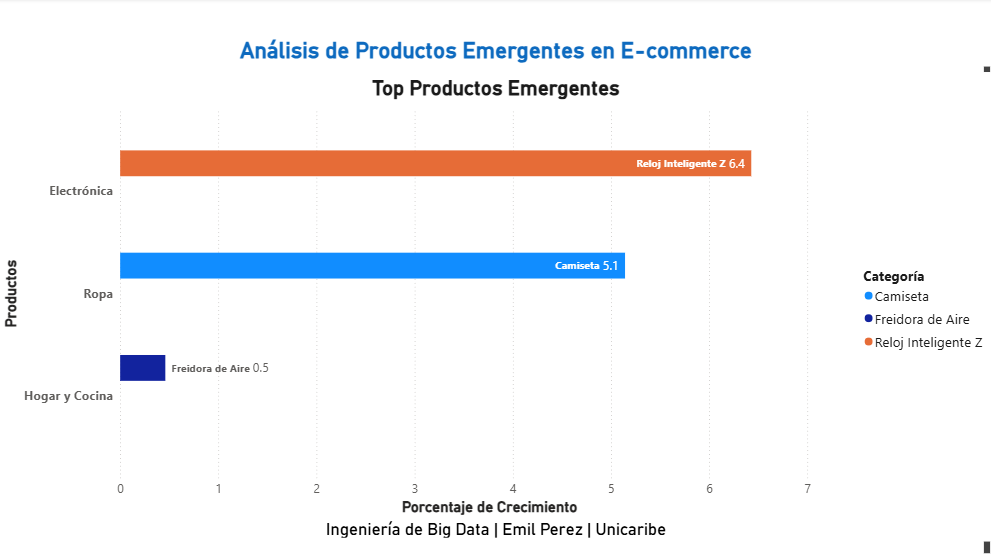 Análisis de Productos Emergentes en E-commerce
Top Productos Emergentes
Productos
Electrónica
Reloj Inteligente Z 6.4
Ropa
Camiseta 5.1
Hogar y Cocina
Freidora de Aire 0.5
0 1 2 3 4 5 6 7
Porcentaje de Crecimiento
Categoría
Camiseta
Freidora de Aire
Reloj Inteligente Z
Ingeniería de Big Data | Emil Perez | Unicaribe